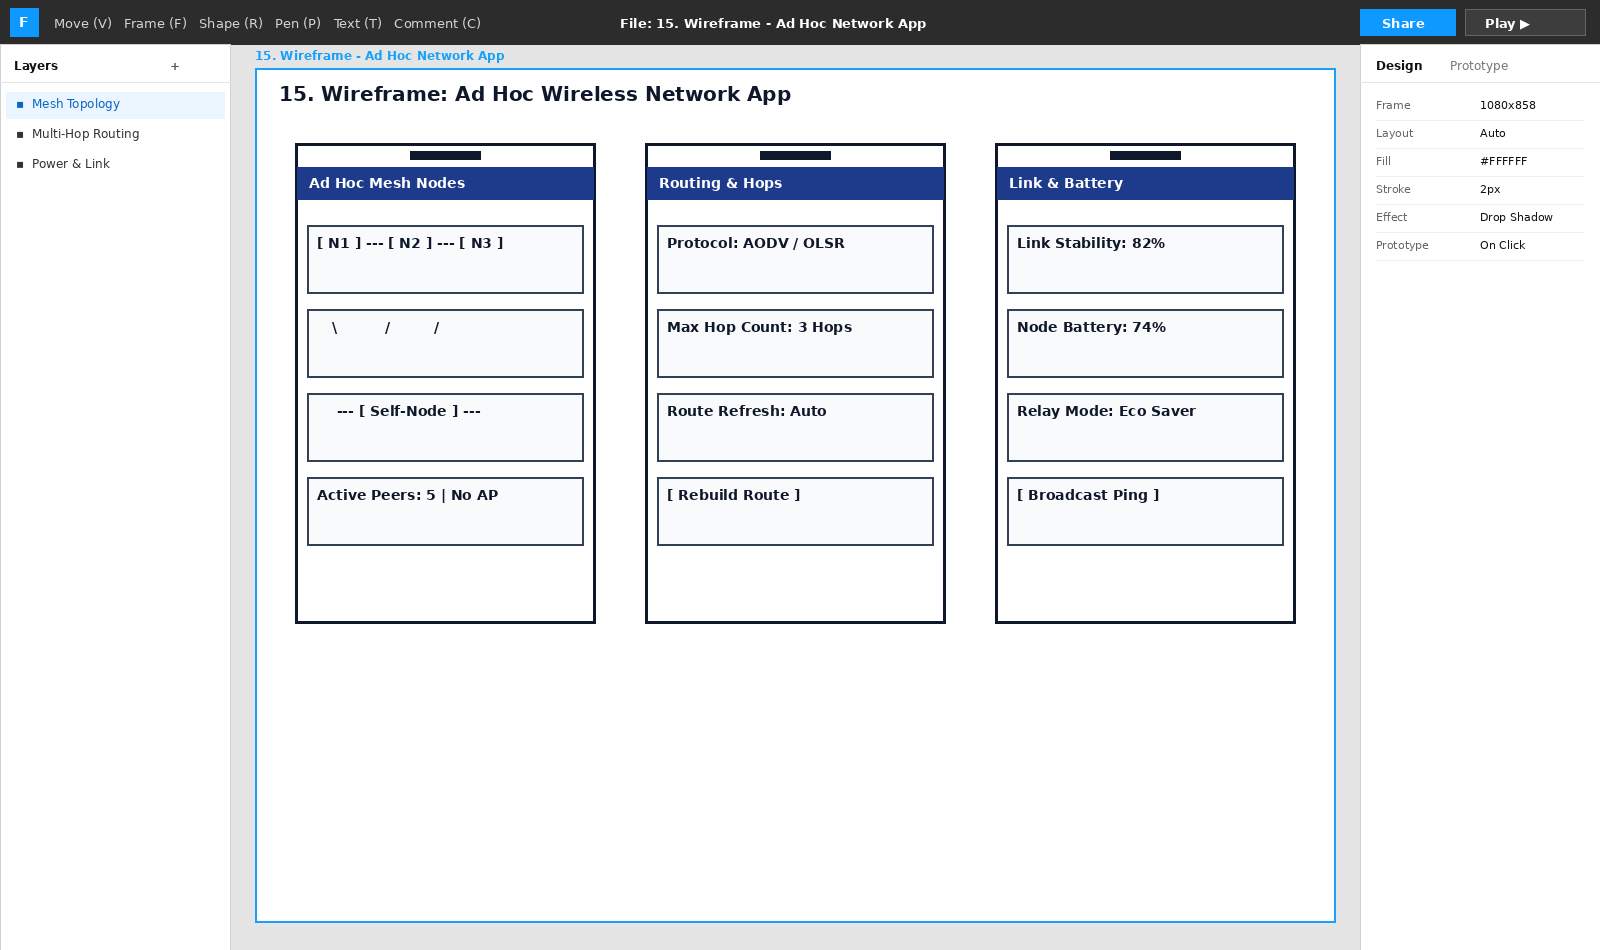 F Move (V) Frame (F) Shape (R) Pen (P) Text (T) Comment (C) File: 15. Wireframe - Ad Hoc Network App Share Play ▶
Layers +
Mesh Topology
Multi-Hop Routing
Power & Link
15. Wireframe - Ad Hoc Network App
15. Wireframe: Ad Hoc Wireless Network App
Ad Hoc Mesh Nodes
[ N1 ] --- [ N2 ] --- [ N3 ]
\ / /
--- [ Self-Node ] ---
Active Peers: 5 | No AP
Routing & Hops
Protocol: AODV / OLSR
Max Hop Count: 3 Hops
Route Refresh: Auto
[ Rebuild Route ]
Link & Battery
Link Stability: 82%
Node Battery: 74%
Relay Mode: Eco Saver
[ Broadcast Ping ]
Design Prototype
Frame 1080x858
Layout Auto
Fill #FFFFFF
Stroke 2px
Effect Drop Shadow
Prototype On Click